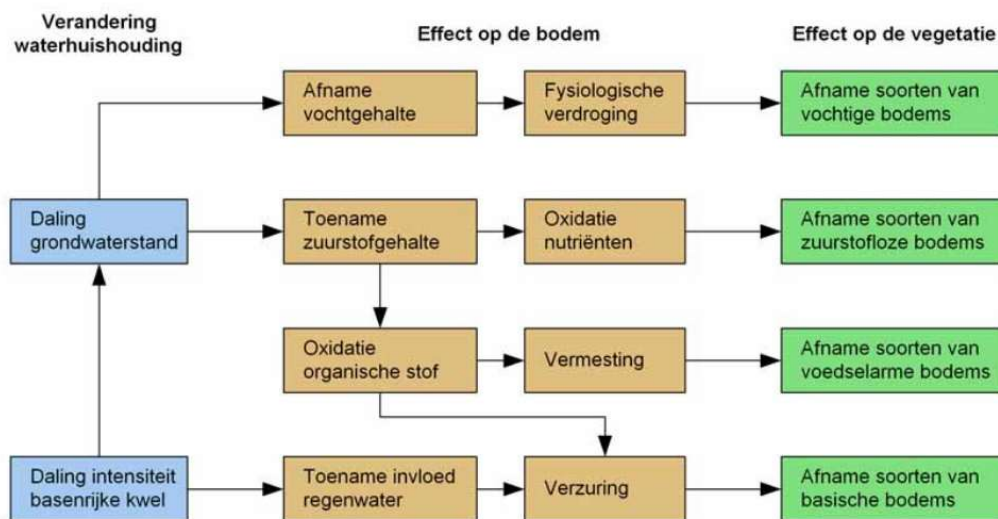 Verandering
waterhuishouding
Effect op de bodem
Effect op de vegetatie
Afname
vochtgehalte
Fysiologische
verdroging
Afname soorten van
vochtige bodems
Daling
grondwaterstand
Toename
zuurstofgehalte
Oxidatie
nutriënten
Afname soorten van
zuurstofloze bodems
Oxidatie
organische stof
Vermesting
Afname soorten van
voedselarme bodems
Daling intensiteit
basenrijke kwel
Toename invloed
regenwater
Verzuring
Afname soorten van
basische bodems